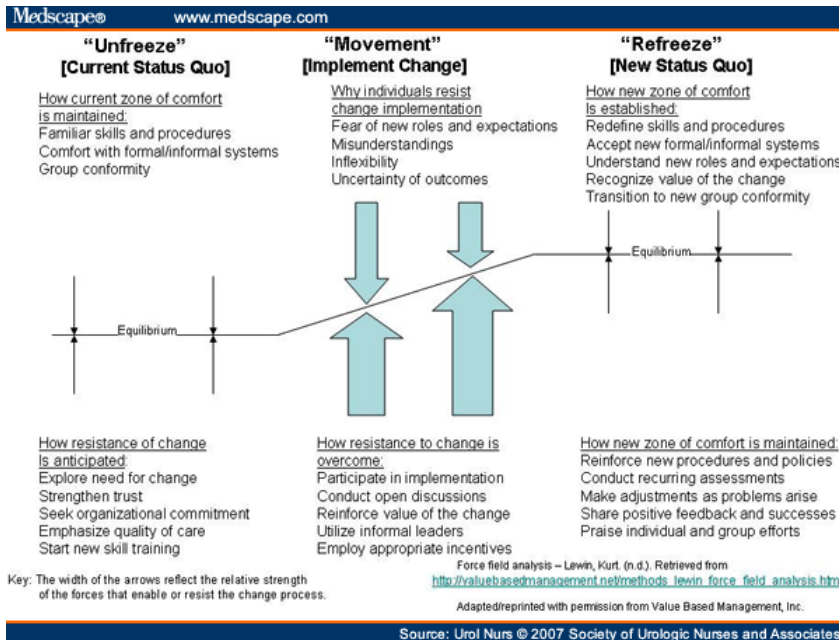 Medscape® www.medscape.com
“Unfreeze”
[Current Status Quo]
How current zone of comfort
is maintained:
Familiar skills and procedures
Comfort with formal/informal systems
Group conformity
“Movement”
[Implement Change]
Why individuals resist
change implementation
Fear of new roles and expectations
Misunderstandings
Inflexibility
Uncertainty of outcomes
“Refreeze”
[New Status Quo]
How new zone of comfort
Is established:
Redefine skills and procedures
Accept new formal/informal systems
Understand new roles and expectations
Recognize value of the change
Transition to new group conformity
Equilibrium
Equilibrium
How resistance of change
Is anticipated:
Explore need for change
Strengthen trust
Seek organizational commitment
Emphasize quality of care
Start new skill training
How resistance to change is
overcome:
Participate in implementation
Conduct open discussions
Reinforce value of the change
Utilize informal leaders
Employ appropriate incentives
How new zone of comfort is maintained:
Reinforce new procedures and policies
Conduct recurring assessments
Make adjustments as problems arise
Share positive feedback and successes
Praise individual and group efforts
Key: The width of the arrows reflect the relative strength
of the forces that enable or resist the change process.
Force field analysis – Lewin, Kurt. (n.d.). Retrieved from
http://valuebasedmanagement.net/methods_lewin_force_field_analysis.htm
Adapted/reprinted with permission from Value Based Management, Inc.
Source: Urol Nurs © 2007 Society of Urologic Nurses and Associates